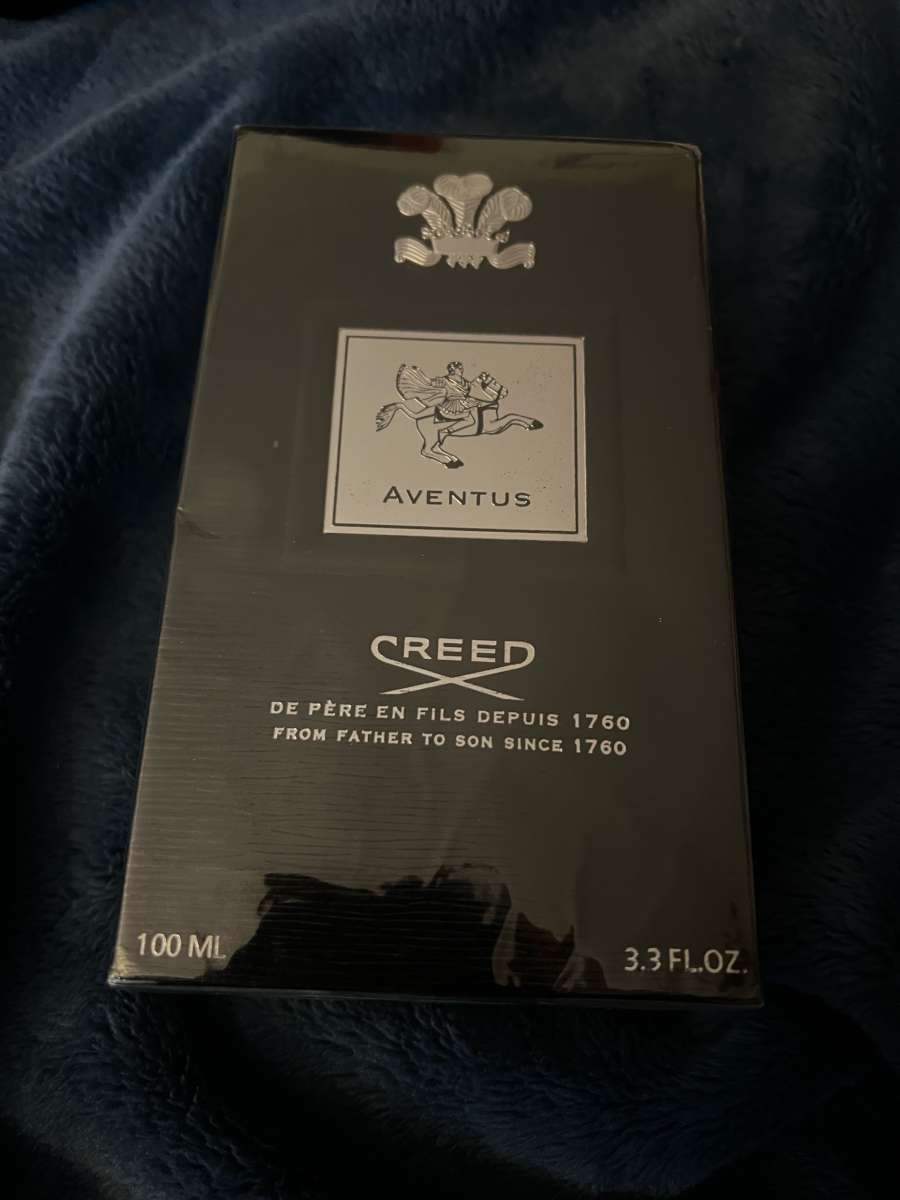 AVENTUS
CREED
DE PÈRE EN FILS DEPUIS 1760
FROM FATHER TO SON SINCE 1760
100 ML
3.3 FL.OZ.